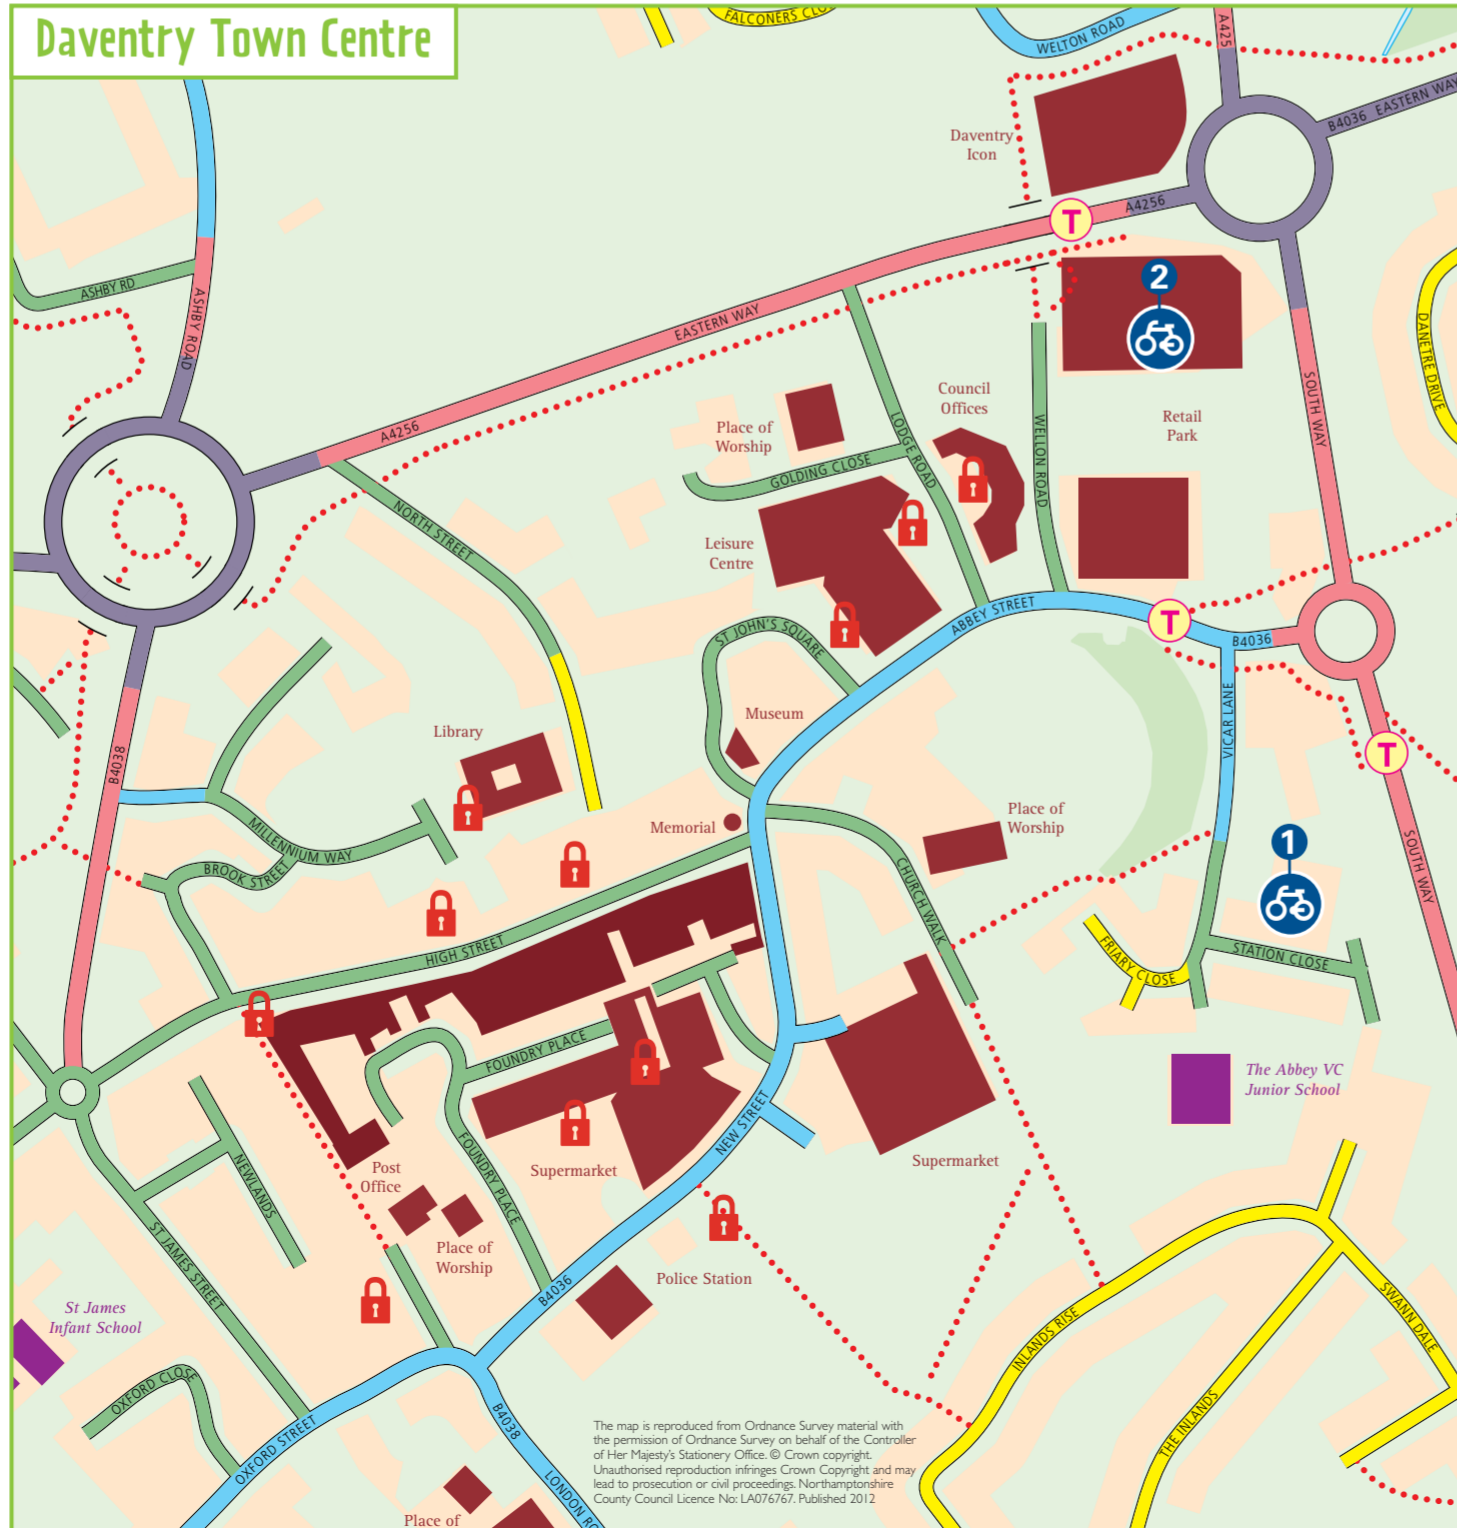 Daventry Town Centre
FALCONERS CLO
WELTON ROAD
A425
B4036 EASTERN WAY
Daventry
Icon
T
A4256
ASHBY RD
ASHBY ROAD
EASTERN WAY
2
DANETRE DRIVE
SOUTH WAY
Council
Offices
Retail
Park
A4256
Place of
Worship
LODGE ROAD
WELLON ROAD
GOLDING CLOSE
NORTH STREET
Leisure
Centre
ABBEY STREET
T
B4036
ST JOHN'S SQUARE
VICAR LANE
Museum
Library
B4038
T
Memorial
Place of
Worship
MILLENNIUM WAY
BROOK STREET
1
SOUTH WAY
CHURCH WALK
HIGH STREET
FRIARY CLOSE
STATION CLOSE
FOUNDRY PLACE
The Abbey VC
Junior School
NEW STREET
Post
Office
FOUNDRY PLACE
Supermarket
Supermarket
NEWLANDS
ST JAMES STREET
Place of
Worship
Police Station
B4036
St James
Infant School
INLANDS RISE
SWANN DALE
OXFORD CLOSE
THE INLANDS
OXFORD STREET
B4038
LONDON RO
The map is reproduced from Ordnance Survey material with
the permission of Ordnance Survey on behalf of the Controller
of Her Majesty's Stationery Office. © Crown copyright.
Unauthorised reproduction infringes Crown Copyright and may
lead to prosecution or civil proceedings. Northamptonshire
County Council Licence No: LA076767. Published 2012
Place of